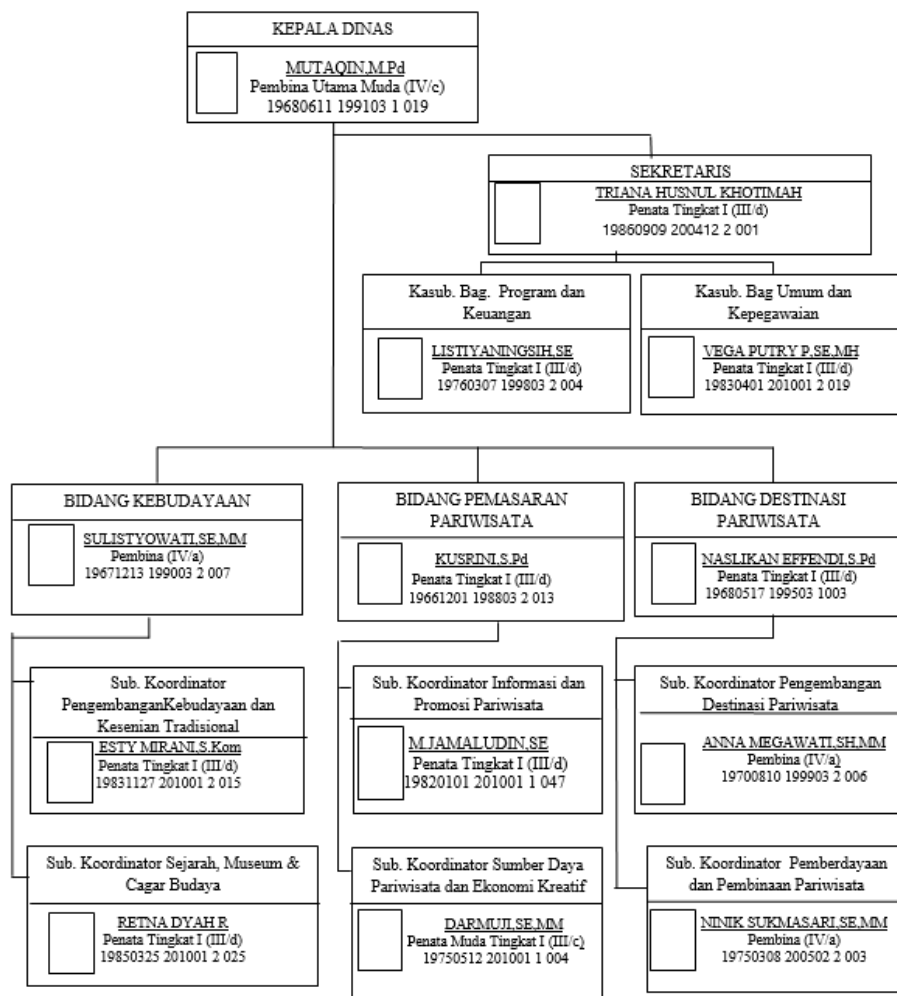 KEPALA DINAS
MUTAQIN,M.Pd
Pembina Utama Muda (IV/c)
19680611 199103 1 019
SEKRETARIS
TRIANA HUSNUL KHOTIMAH
Penata Tingkat I (III/d)
19860909 200412 2 001
Kasub. Bag. Program dan
Keuangan
LISTIYANINGSIH,SE
Penata Tingkat I (III/d)
19760307 199803 2 004
Kasub. Bag Umum dan
Kepegawaian
VEGA PUTRY P,SE,MH
Penata Tingkat I (III/d)
19830401 201001 2 019
BIDANG KEBUDAYAAN
SULISTYOWATI,SE,MM
Pembina (IV/a)
19671213 199003 2 007
BIDANG PEMASARAN
PARIWISATA
KUSRINI,S.Pd
Penata Tingkat I (III/d)
19661201 198803 2 013
BIDANG DESTINASI
PARIWISATA
NASLIKAN EFFENDI,S.Pd
Penata Tingkat I (III/d)
19680517 199503 1003
Sub. Koordinator
PengembanganKebudayaan dan
Kesenian Tradisional
ESTY MIRANI,S.Kom
Penata Tingkat I (III/d)
19831127 201001 2 015
Sub. Koordinator Informasi dan
Promosi Pariwisata
M.JAMALUDIN,SE
Penata Tingkat I (III/d)
19820101 201001 1 047
Sub. Koordinator Pengembangan
Destinasi Pariwisata
ANNA MEGAWATI,SH,MM
Pembina (IV/a)
19700810 199903 2 006
Sub. Koordinator Sejarah, Museum &
Cagar Budaya
RETNA DYAH R
Penata Tingkat I (III/d)
19850325 201001 2 025
Sub. Koordinator Sumber Daya
Pariwisata dan Ekonomi Kreatif
DARMUJI,SE,MM
Penata Muda Tingkat I (III/c)
19750512 201001 1 004
Sub. Koordinator Pemberdayaan
dan Pembinaan Pariwisata
NINIK SUKMASARI,SE,MM
Pembina (IV/a)
19750308 200502 2 003